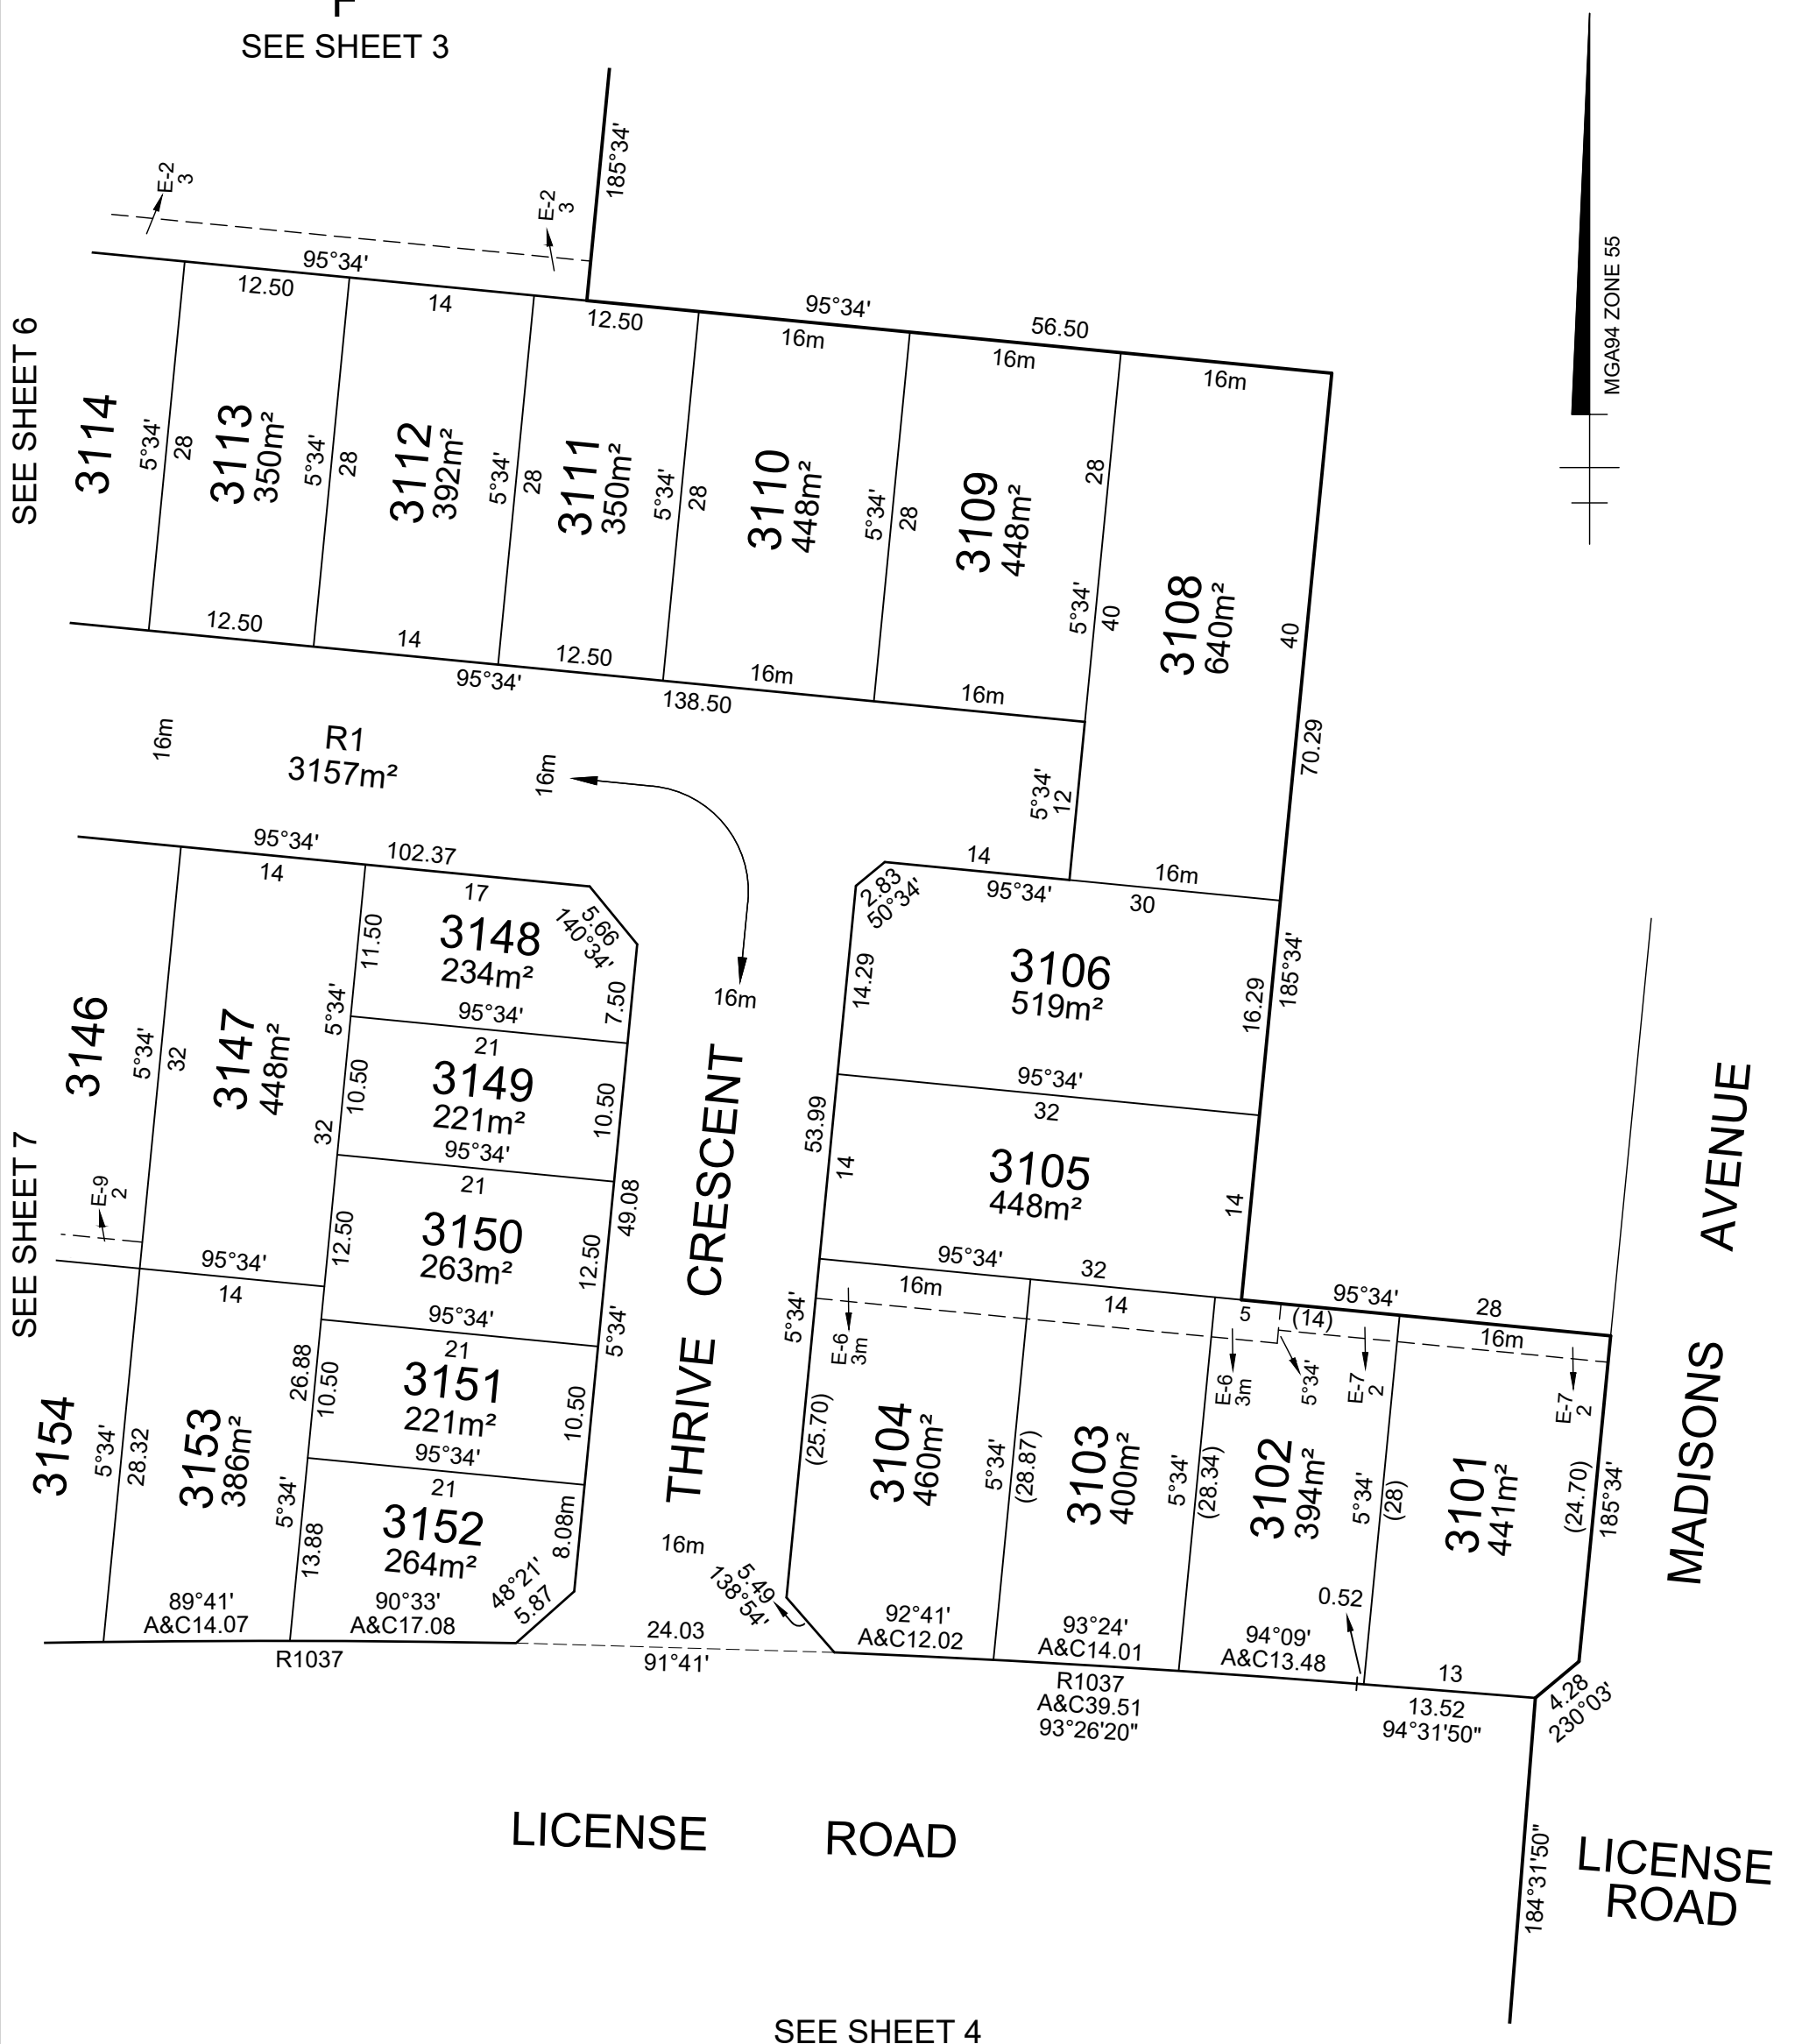 F
SEE SHEET 3
185°34'
E-2
3
E-2
3
95°34'
12.50
14
12.50
95°34'
56.50
16m
16m
16m
MGA94 ZONE 55
SEE SHEET 6
3114
5°34'
28
3113
350m²
5°34'
28
3112
392m²
5°34'
28
3111
350m²
5°34'
28
3110
448m²
5°34'
28
3109
448m²
28
5°34'
40
3108
640m²
40
70.29
12.50
14
12.50
16m
16m
95°34'
138.50
16m
R1
3157m²
16m
5°34'
12
95°34'
102.37
14
17
5.66
140°34'
2.83
50°34'
14
95°34'
16m
30
11.50
3148
234m²
7.50
16m
14.29
3106
519m²
16.29
185°34'
5°34'
95°34'
21
3146
5°34'
32
3147
448m²
32
10.50
3149
221m²
10.50
95°34'
21
THRIVE CRESCENT
53.99
95°34'
32
14
3105
448m²
14
MADISONS AVENUE
SEE SHEET 7
E-9
2
12.50
3150
263m²
12.50
49.08
95°34'
14
95°34'
21
5°34'
5°34'
95°34'
32
16m
14
5
(14)
95°34'
28
16m
E-6
3m
E-6
3m
5°34'
E-7
2
E-7
2
3154
5°34'
28.32
3153
386m²
26.88
5°34'
10.50
3151
221m²
10.50
95°34'
21
13.88
3152
264m²
8.08m
48°21'
5.87
16m
(25.70)
3104
460m²
5°34'
(28.87)
3103
400m²
5°34'
(28.34)
3102
394m²
5°34'
(28)
3101
441m²
(24.70)
185°34'
5.49
138°54'
89°41'
A&C14.07
90°33'
A&C17.08
R1037
24.03
91°41'
92°41'
A&C12.02
93°24'
A&C14.01
94°09'
A&C13.48
0.52
13
R1037
A&C39.51
93°26'20"
13.52
94°31'50"
4.28
230°03'
LICENSE ROAD
184°31'50"
LICENSE
ROAD
SEE SHEET 4